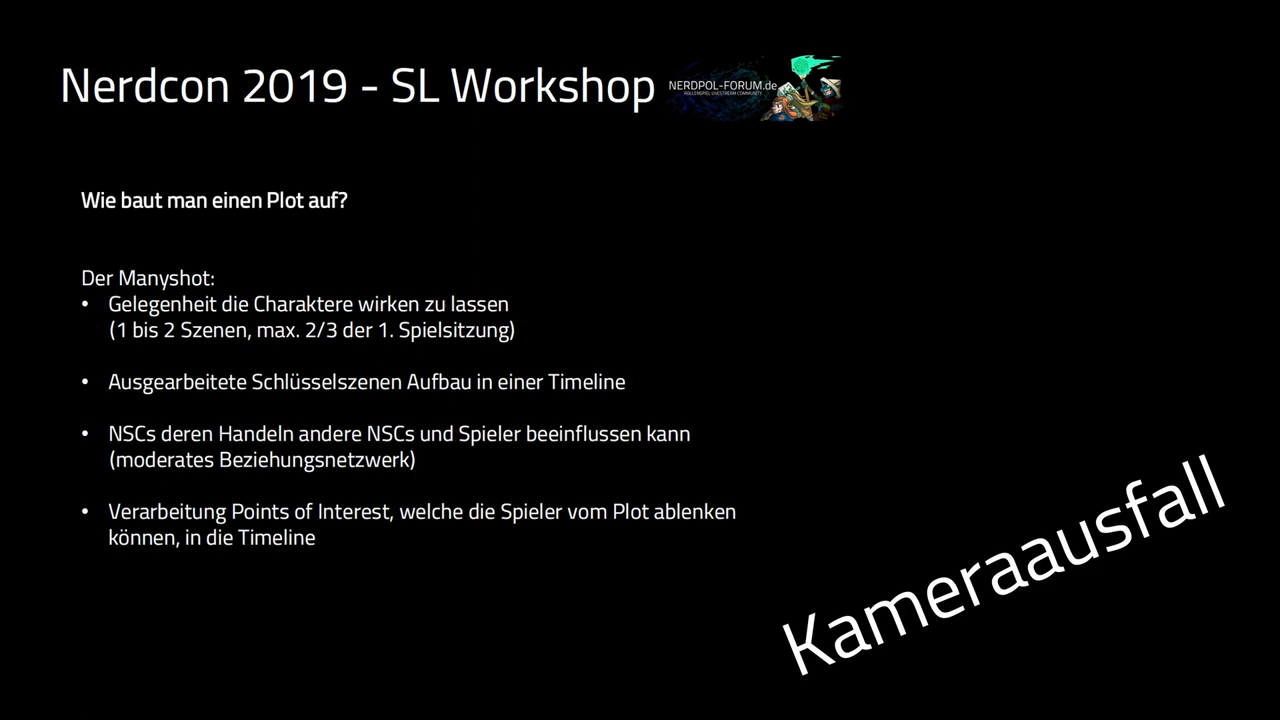 Nerdcon 2019 - SL Workshop
NERDPOL-FORUM.de
ROLLENSPIEL LIVESTREAM COMMUNITY
Wie baut man einen Plot auf?
Der Manyshot:
• Gelegenheit die Charaktere wirken zu lassen
(1 bis 2 Szenen, max. 2/3 der 1. Spielsitzung)
• Ausgearbeitete Schlüsselszenen Aufbau in einer Timeline
• NSCs deren Handeln andere NSCs und Spieler beeinflussen kann
(moderates Beziehungsnetzwerk)
• Verarbeitung Points of Interest, welche die Spieler vom Plot ablenken
können, in die Timeline
Kameraausfall